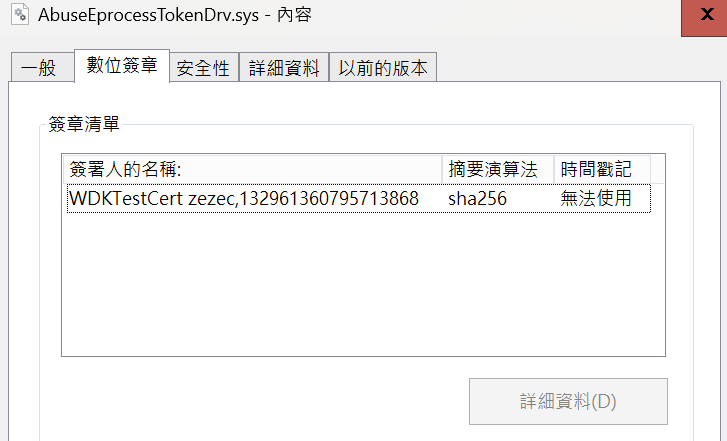 AbuseEprocessTokenDrv.sys - 內容
一般 數位簽章 安全性 詳細資料 以前的版本
簽章清單
簽署人的名稱: 摘要演算法 時間戳記
WDKTestCert zezec,132961360795713868 sha256 無法使用
詳細資料(D)